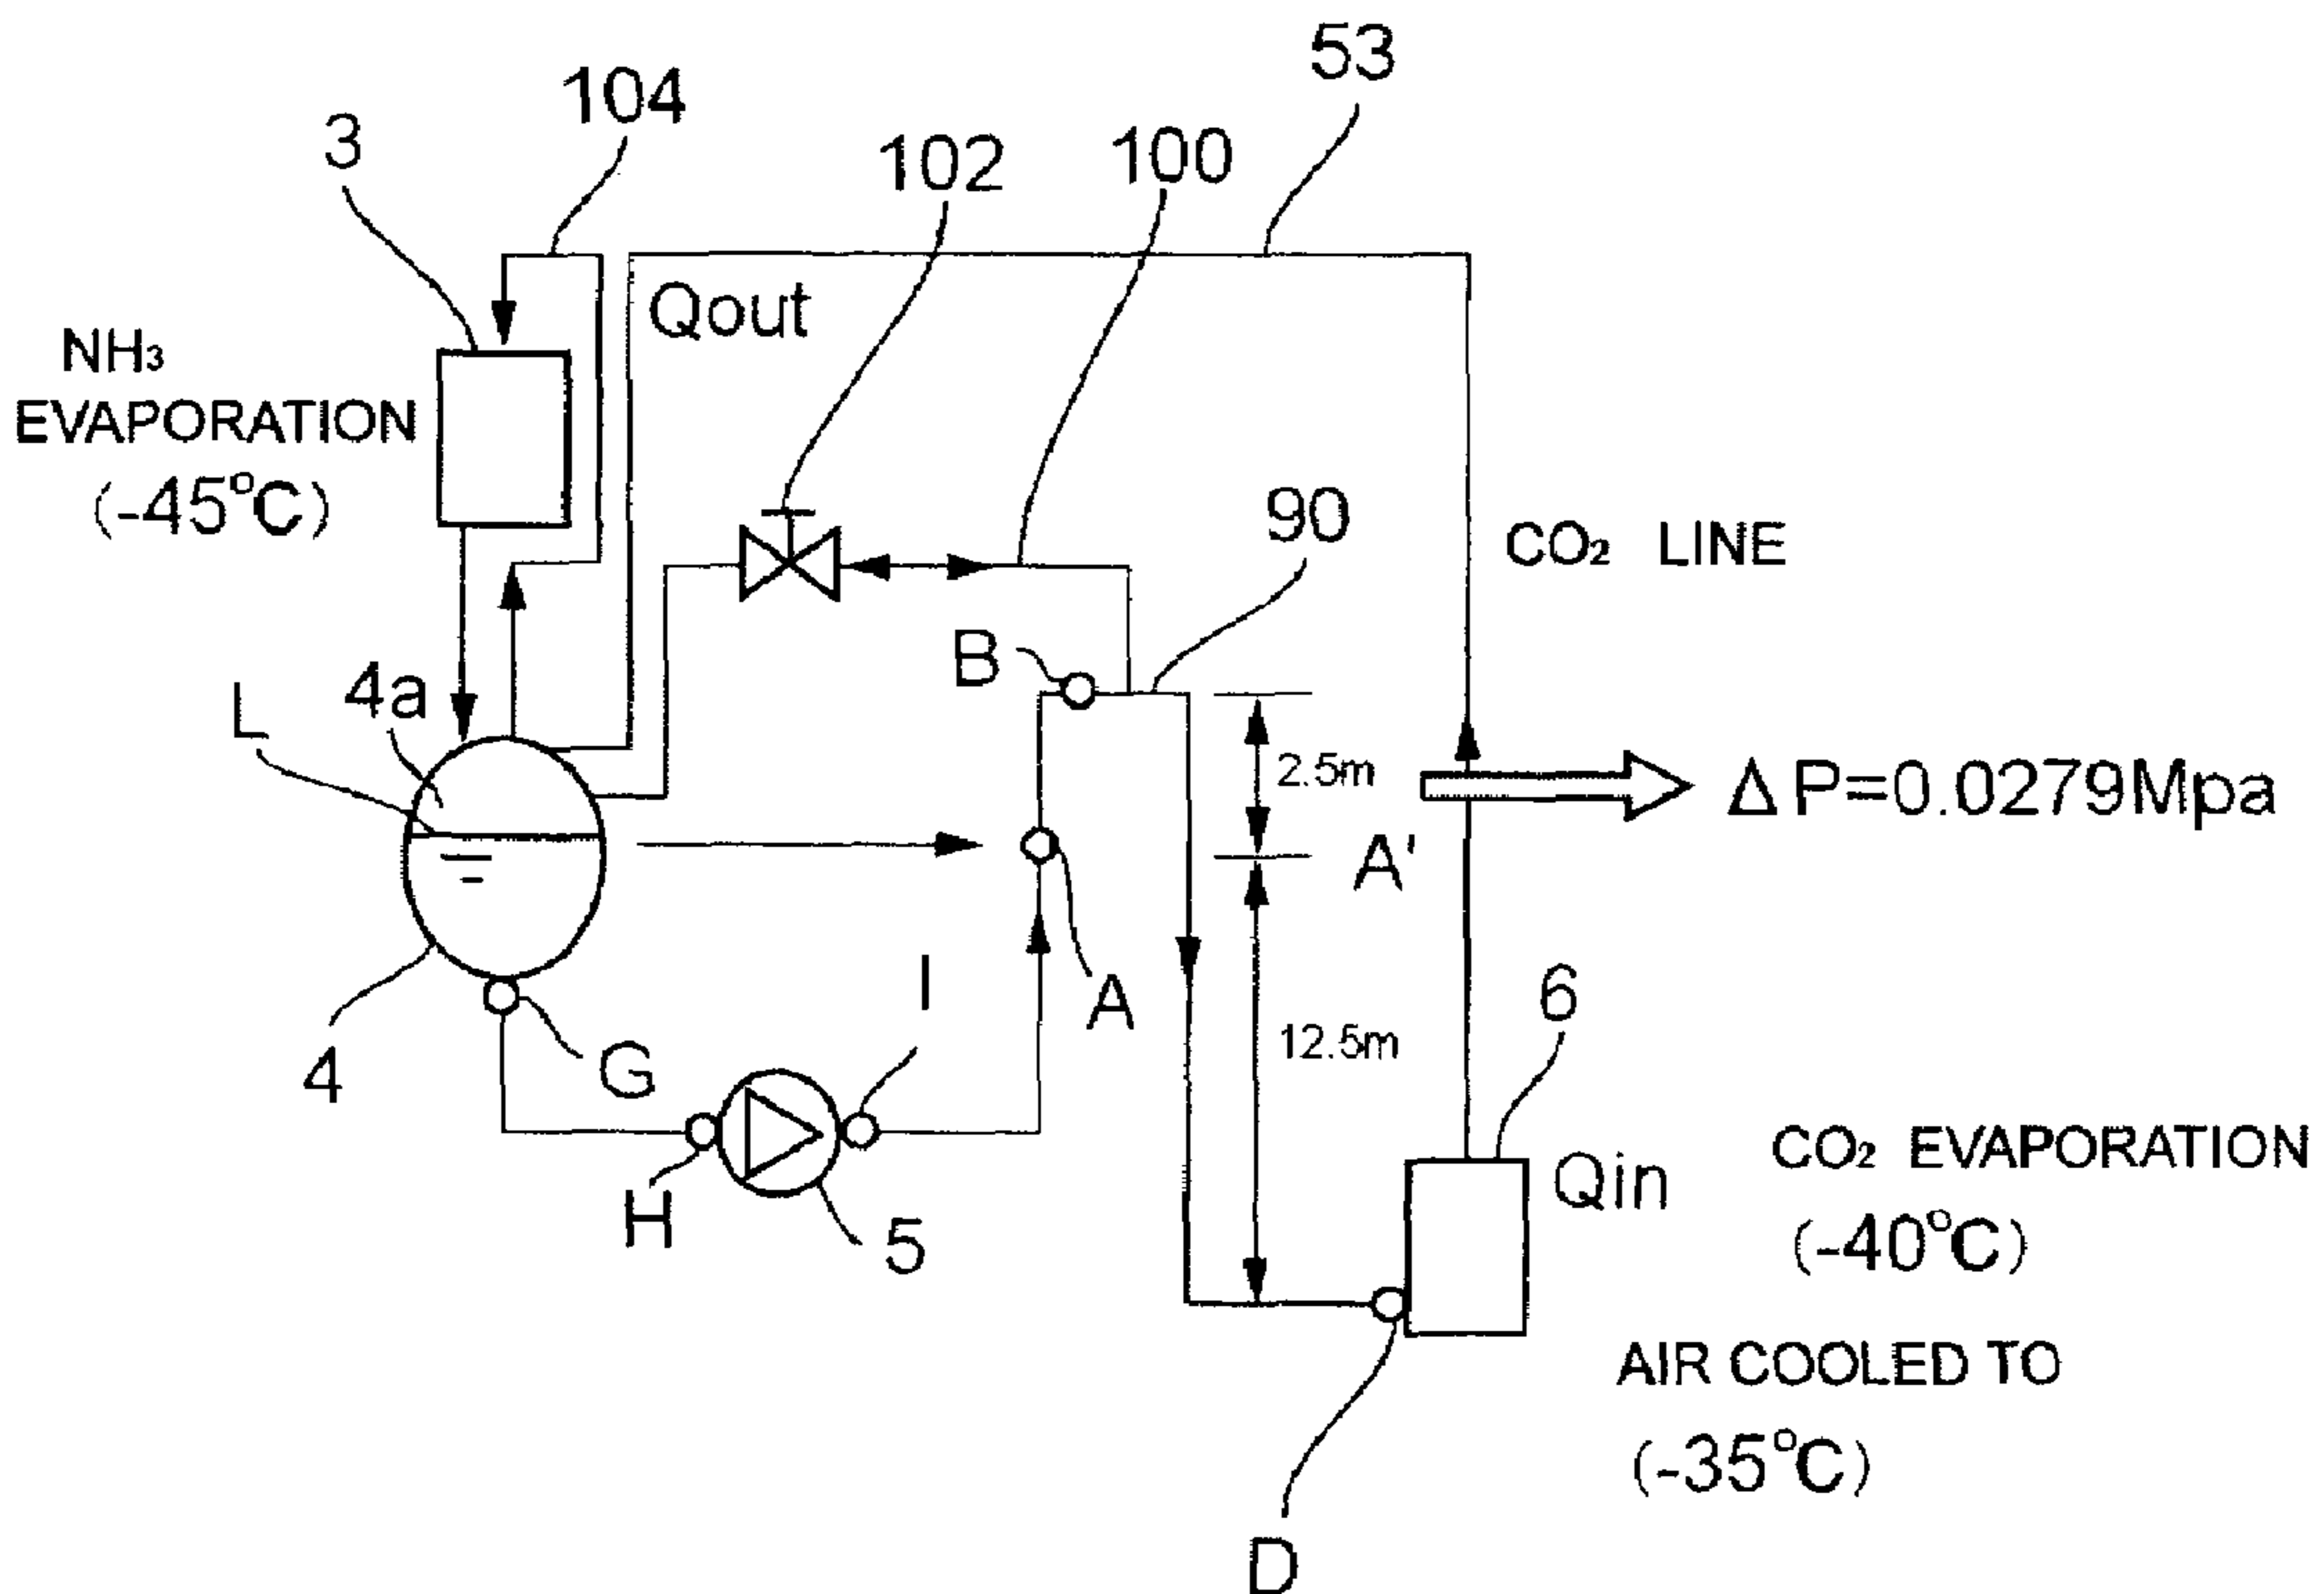 53
104
3
102
100
Qout
NH₃
EVAPORATION
(-45°C)
90
CO₂ LINE
B
4a
L
2.5m
ΔP=0.0279Mpa
A'
I
A
6
4
G
12.5m
H
5
Qin
CO₂ EVAPORATION
(-40°C)
AIR COOLED TO
(-35°C)
D